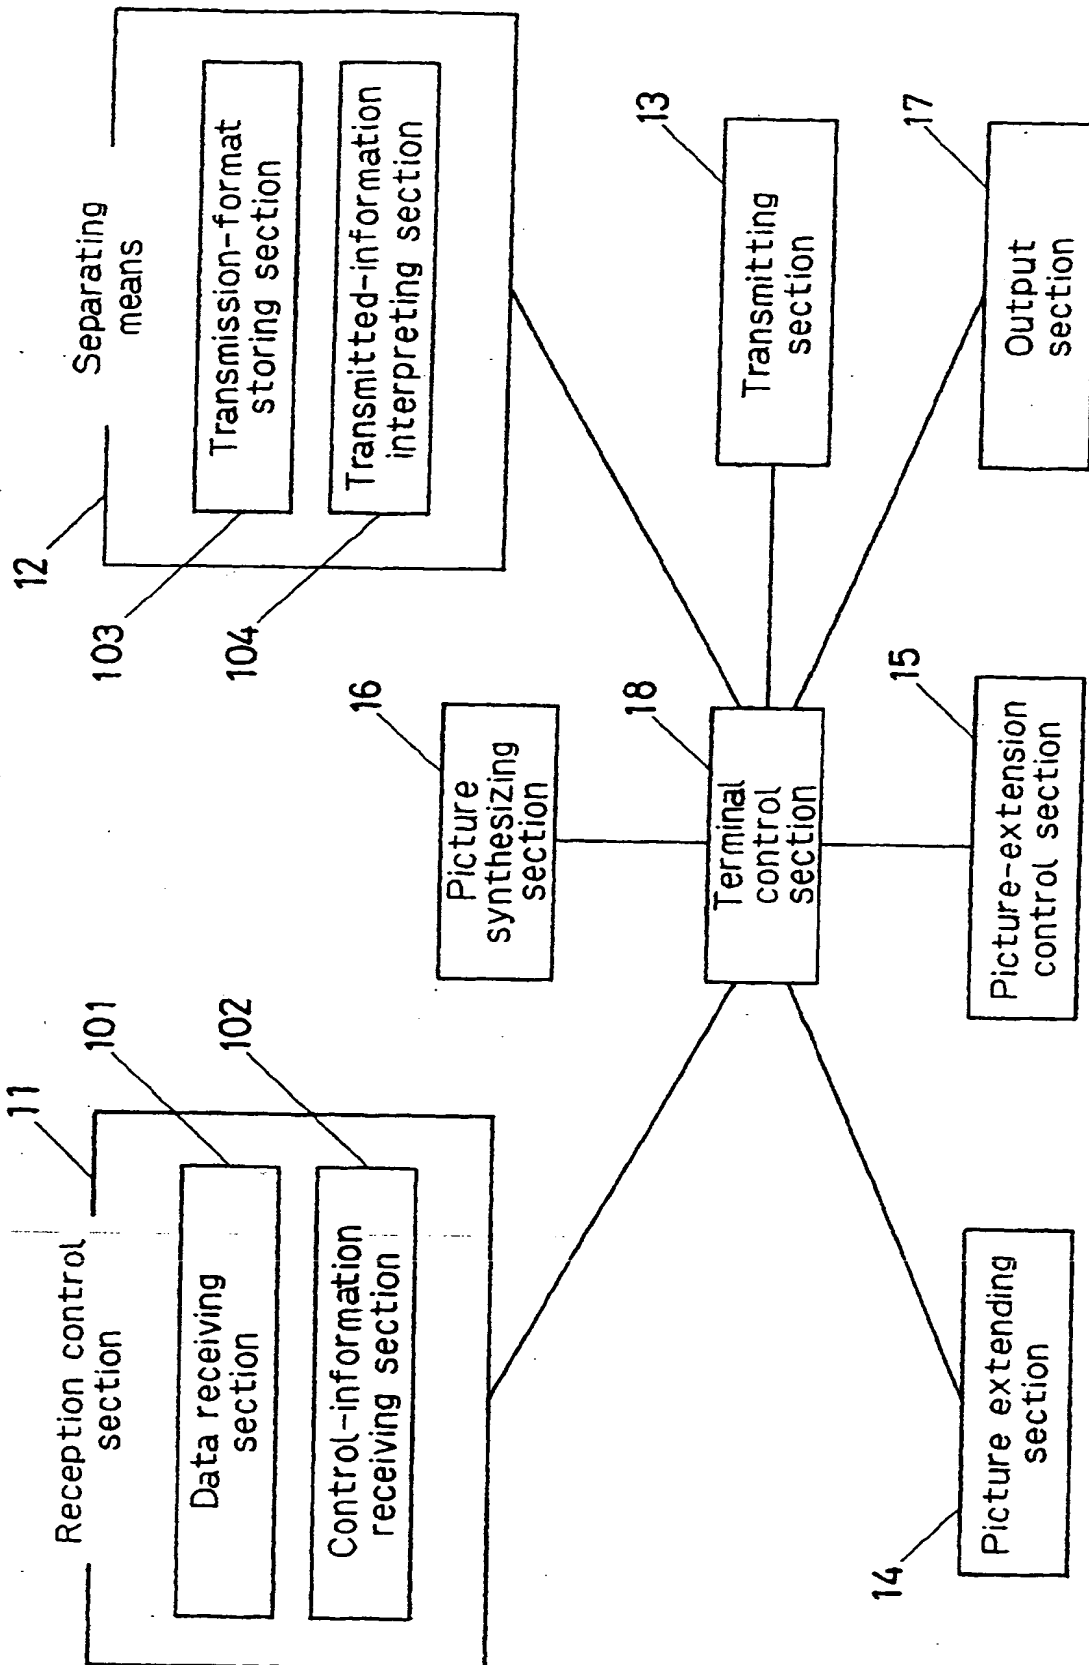 11
Reception control
section
101
Data receiving
section
102
Control-information
receiving section
12
Separating
means
103
Transmission-format
storing section
104
Transmitted-information
interpreting section
16
Picture
synthesizing
section
18
Terminal
control
section
13
Transmitting
section
14
Picture extending
section
15
Picture-extension
control section
17
Output
section